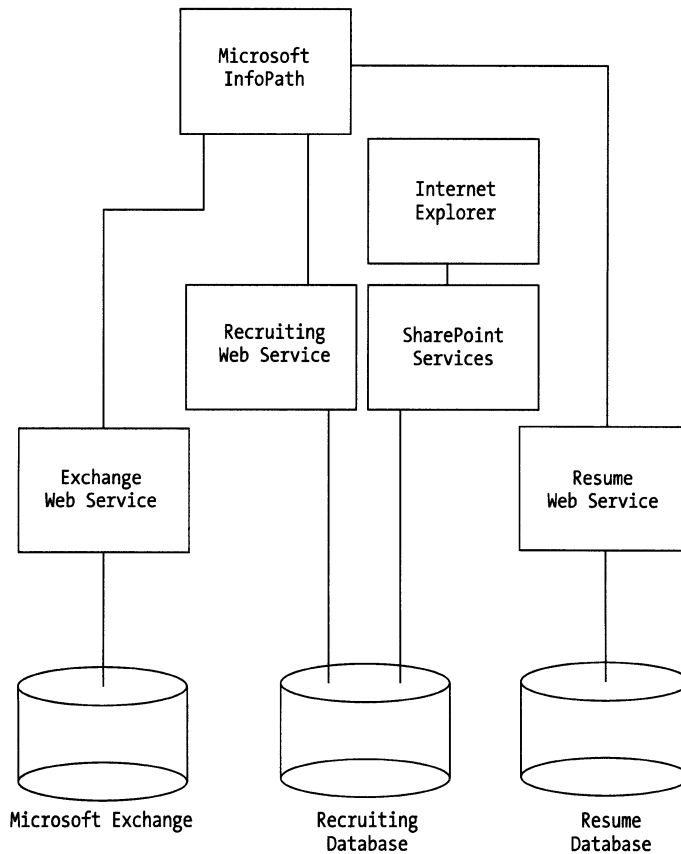 Microsoft
InfoPath
Internet
Explorer
Recruiting
Web Service
SharePoint
Services
Exchange
Web Service
Resume
Web Service
Microsoft Exchange
Recruiting
Database
Resume
Database